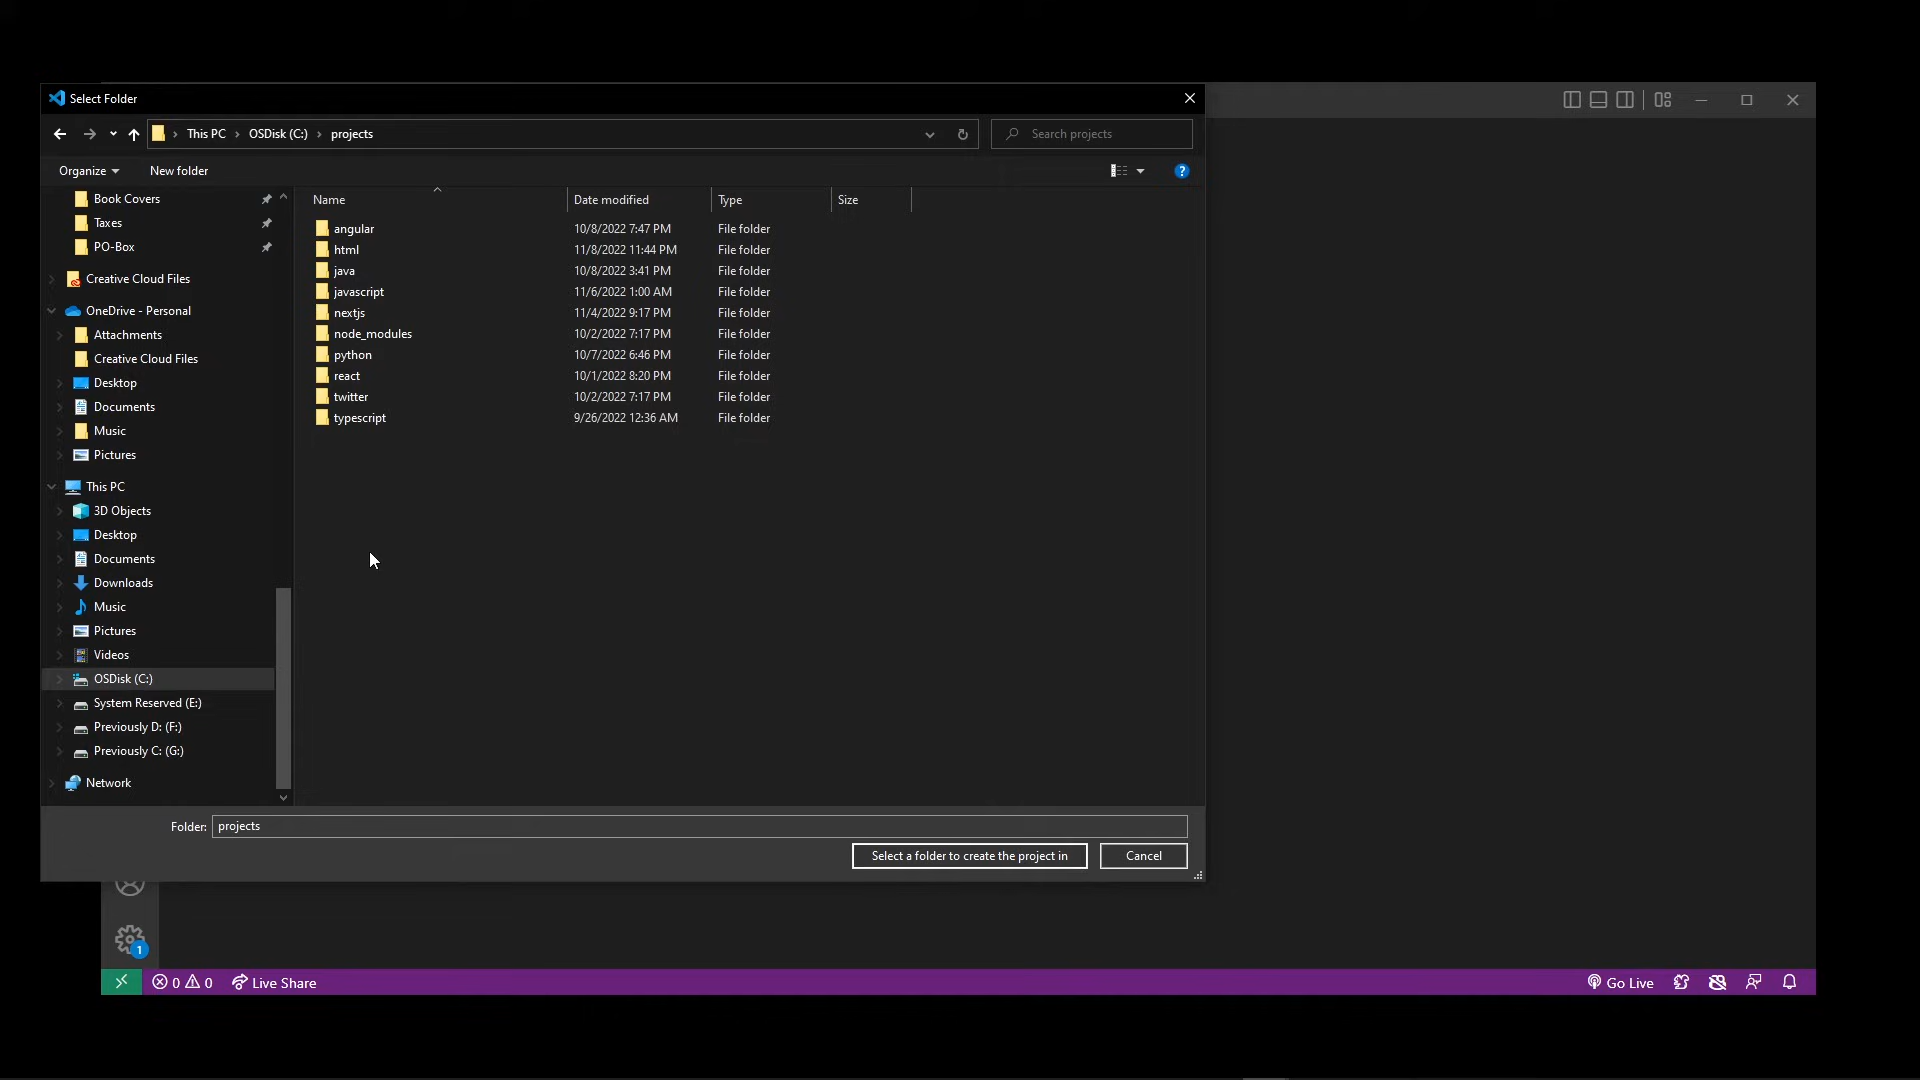 Select Folder
This PC OSDisk (C:) projects
Search projects
Organize New folder
?
Name Date modified Type Size
angular 10/8/2022 7:47 PM File folder
html 11/8/2022 11:44 PM File folder
java 10/8/2022 3:41 PM File folder
javascript 11/6/2022 1:00 AM File folder
nextjs 11/4/2022 9:17 PM File folder
node_modules 10/2/2022 7:17 PM File folder
python 10/7/2022 6:46 PM File folder
react 10/1/2022 8:20 PM File folder
twitter 10/2/2022 7:17 PM File folder
typescript 9/26/2022 12:36 AM File folder
Book Covers
Taxes
PO-Box
Creative Cloud Files
OneDrive - Personal
Attachments
Creative Cloud Files
Desktop
Documents
Music
Pictures
This PC
3D Objects
Desktop
Documents
Downloads
Music
Pictures
Videos
OSDisk (C:)
System Reserved (E:)
Previously D: (F:)
Previously C: (G:)
Network
Folder: projects
Select a folder to create the project in Cancel
1
0 0 Live Share Go Live